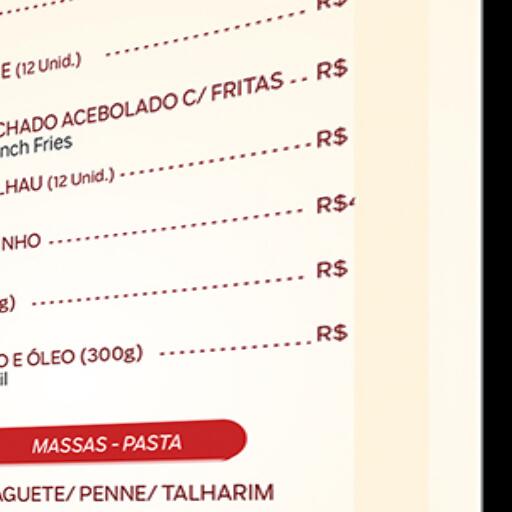 R$
E (12 Unid.) ........................
CHADO ACEBOLADO C/ FRITAS .. R$
nch Fries
LHAU (12 Unid.) ........................ R$
NHO ........................ R$
g) ........................ R$
O E ÓLEO (300g) ........................ R$
il
MASSAS - PASTA
AGUETE/ PENNE/ TALHARIM